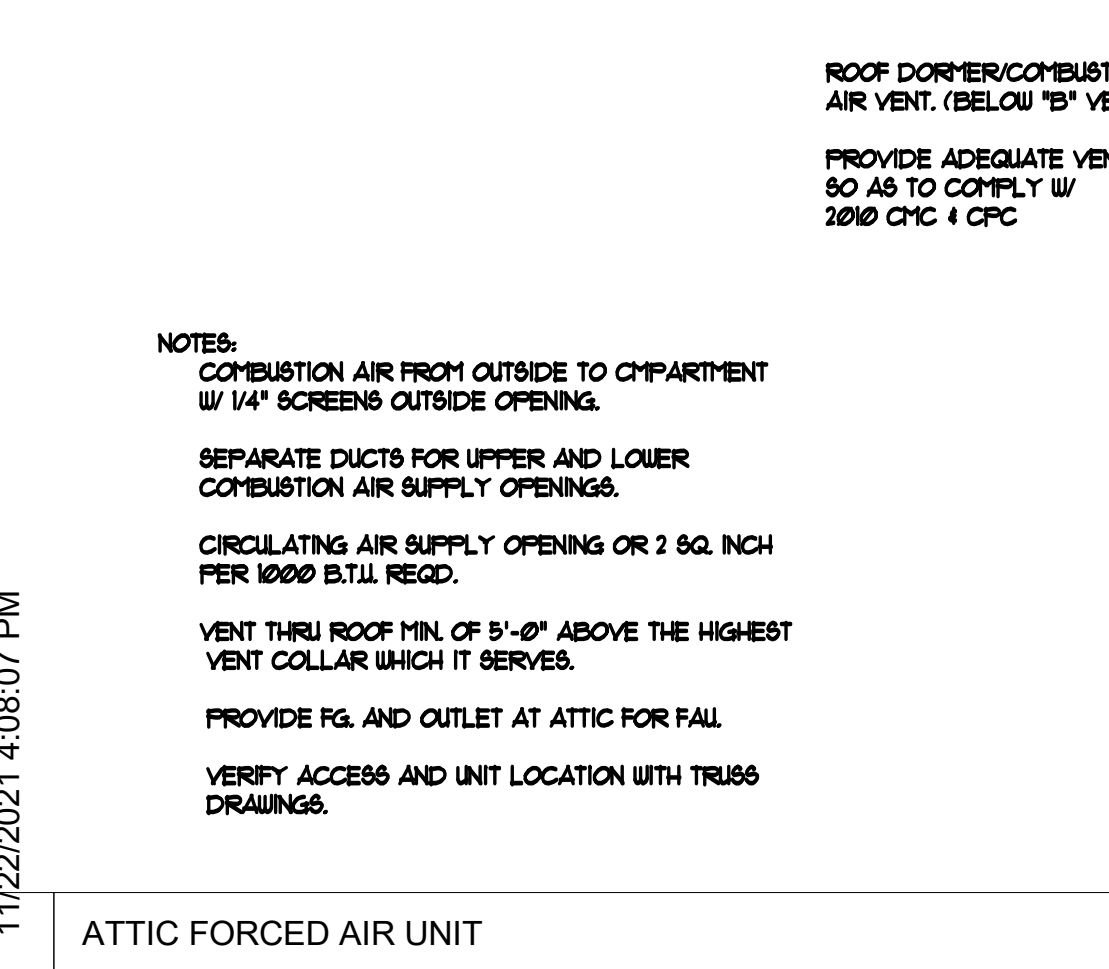 ROOF DORMER/COMBUST
AIR VENT. (BELOW "B" VE
PROVIDE ADEQUATE VEN
SO AS TO COMPLY W/
2010 CMC & CPC
NOTES:
COMBUSTION AIR FROM OUTSIDE TO CMPARTMENT
W/ 1/4" SCREENS OUTSIDE OPENING.
SEPARATE DUCTS FOR UPPER AND LOWER
COMBUSTION AIR SUPPLY OPENINGS.
CIRCULATING AIR SUPPLY OPENING OR 2 SQ. INCH
PER 1000 B.T.U. REQD.
VENT THRU ROOF MIN. OF 5'-0" ABOVE THE HIGHEST
VENT COLLAR WHICH IT SERVES.
PROVIDE FG. AND OUTLET AT ATTIC FOR FAU.
VERIFY ACCESS AND UNIT LOCATION WITH TRUSS
DRAWINGS.
11/22/2021 4:08:07 PM
ATTIC FORCED AIR UNIT